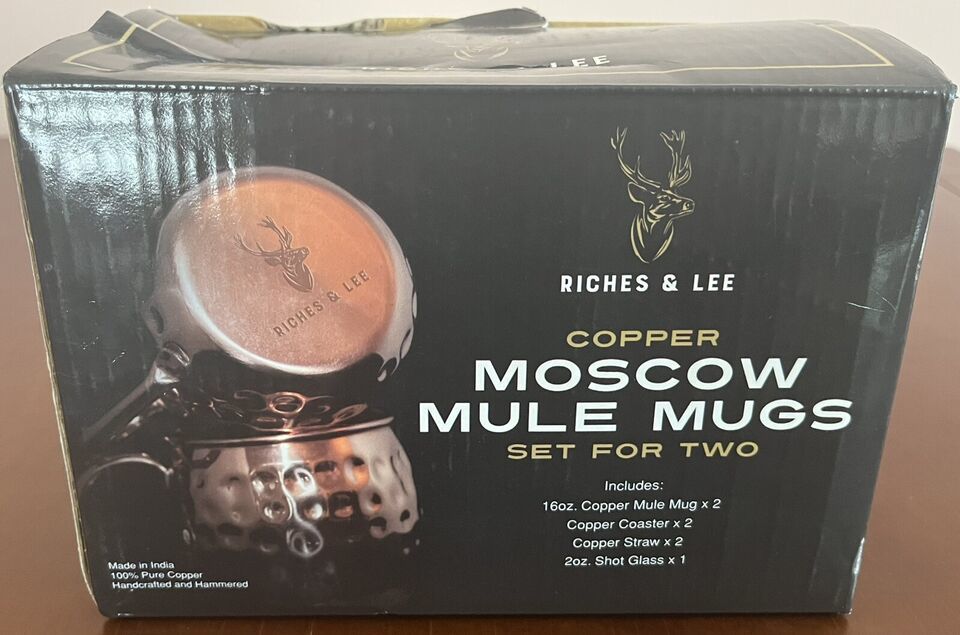 LEE
RICHES & LEE
RICHES & LEE
COPPER
MOSCOW
MULE MUGS
SET FOR TWO
Includes:
16oz. Copper Mule Mug x 2
Copper Coaster x 2
Copper Straw x 2
2oz. Shot Glass x 1
Made in India
100% Pure Copper
Handcrafted and Hammered